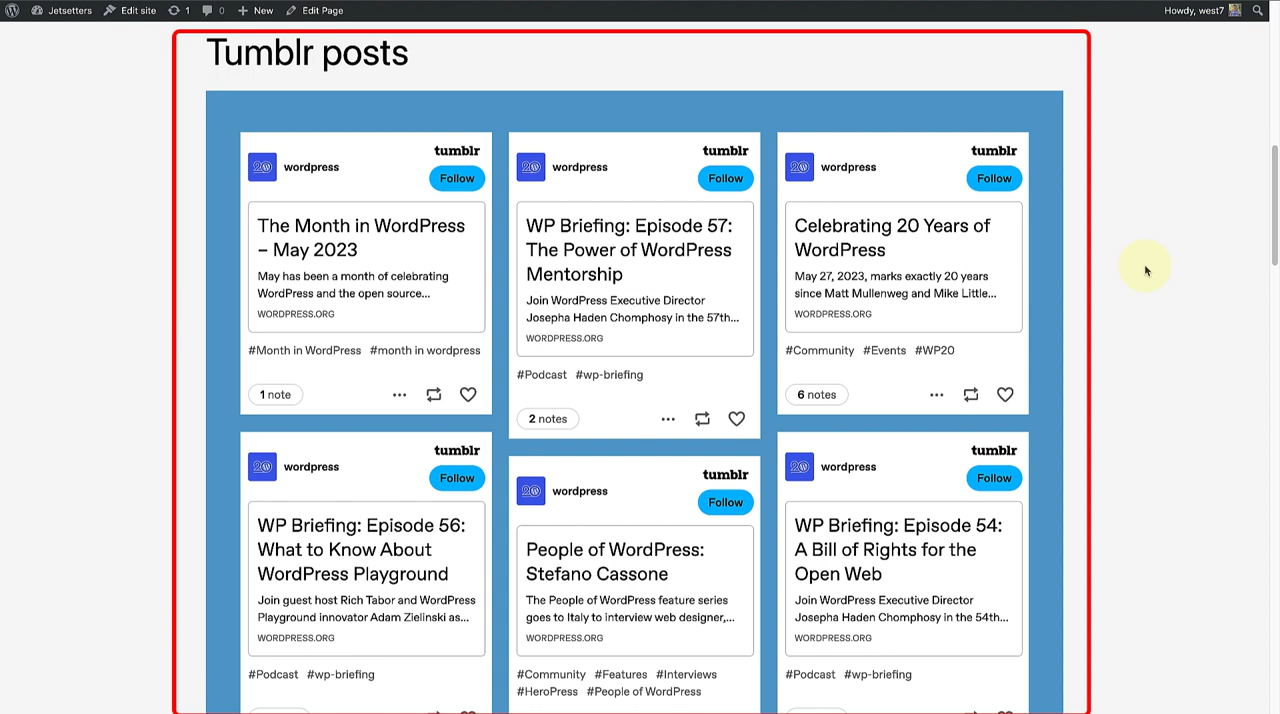 Jetsetters Edit site 1 0 New Edit Page Howdy, west7
Tumblr posts
tumblr
20 wordpress
Follow
The Month in WordPress
– May 2023
May has been a month of celebrating
WordPress and the open source...
WORDPRESS.ORG
#Month in WordPress #month in wordpress
1 note
tumblr
20 wordpress
Follow
WP Briefing: Episode 57:
The Power of WordPress
Mentorship
Join WordPress Executive Director
Josepha Haden Chomphosy in the 57th...
WORDPRESS.ORG
#Podcast #wp-briefing
2 notes
tumblr
20 wordpress
Follow
Celebrating 20 Years of
WordPress
May 27, 2023, marks exactly 20 years
since Matt Mullenweg and Mike Little...
WORDPRESS.ORG
#Community #Events #WP20
6 notes
tumblr
20 wordpress
Follow
WP Briefing: Episode 56:
What to Know About
WordPress Playground
Join guest host Rich Tabor and WordPress
Playground innovator Adam Zielinski as...
WORDPRESS.ORG
#Podcast #wp-briefing
tumblr
20 wordpress
Follow
People of WordPress:
Stefano Cassone
The People of WordPress feature series
goes to Italy to interview web designer,...
WORDPRESS.ORG
#Community #Features #Interviews
#HeroPress #People of WordPress
tumblr
20 wordpress
Follow
WP Briefing: Episode 54:
A Bill of Rights for the
Open Web
Join WordPress Executive Director
Josepha Haden Chomphosy in the 54th...
WORDPRESS.ORG
#Podcast #wp-briefing